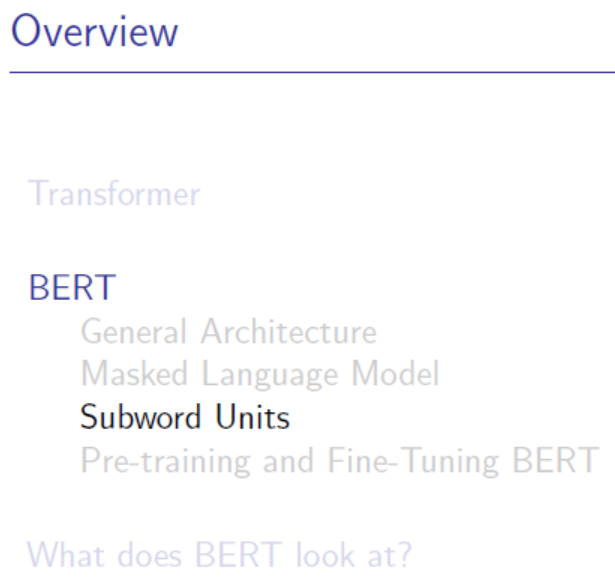 Overview
Transformer
BERT
General Architecture
Masked Language Model
Subword Units
Pre-training and Fine-Tuning BERT
What does BERT look at?